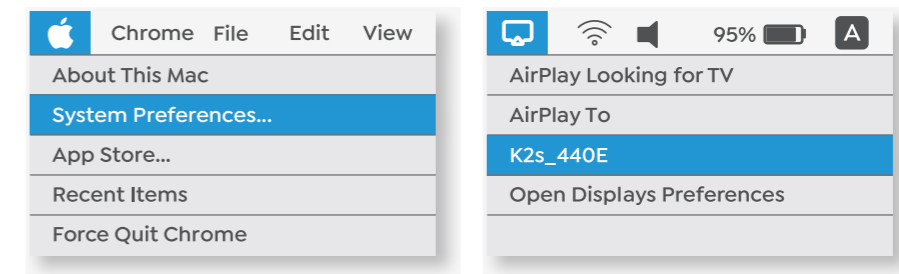 Chrome File Edit View
About This Mac
System Preferences...
App Store...
Recent Items
Force Quit Chrome
95% A
AirPlay Looking for TV
AirPlay To
K2s_440E
Open Displays Preferences